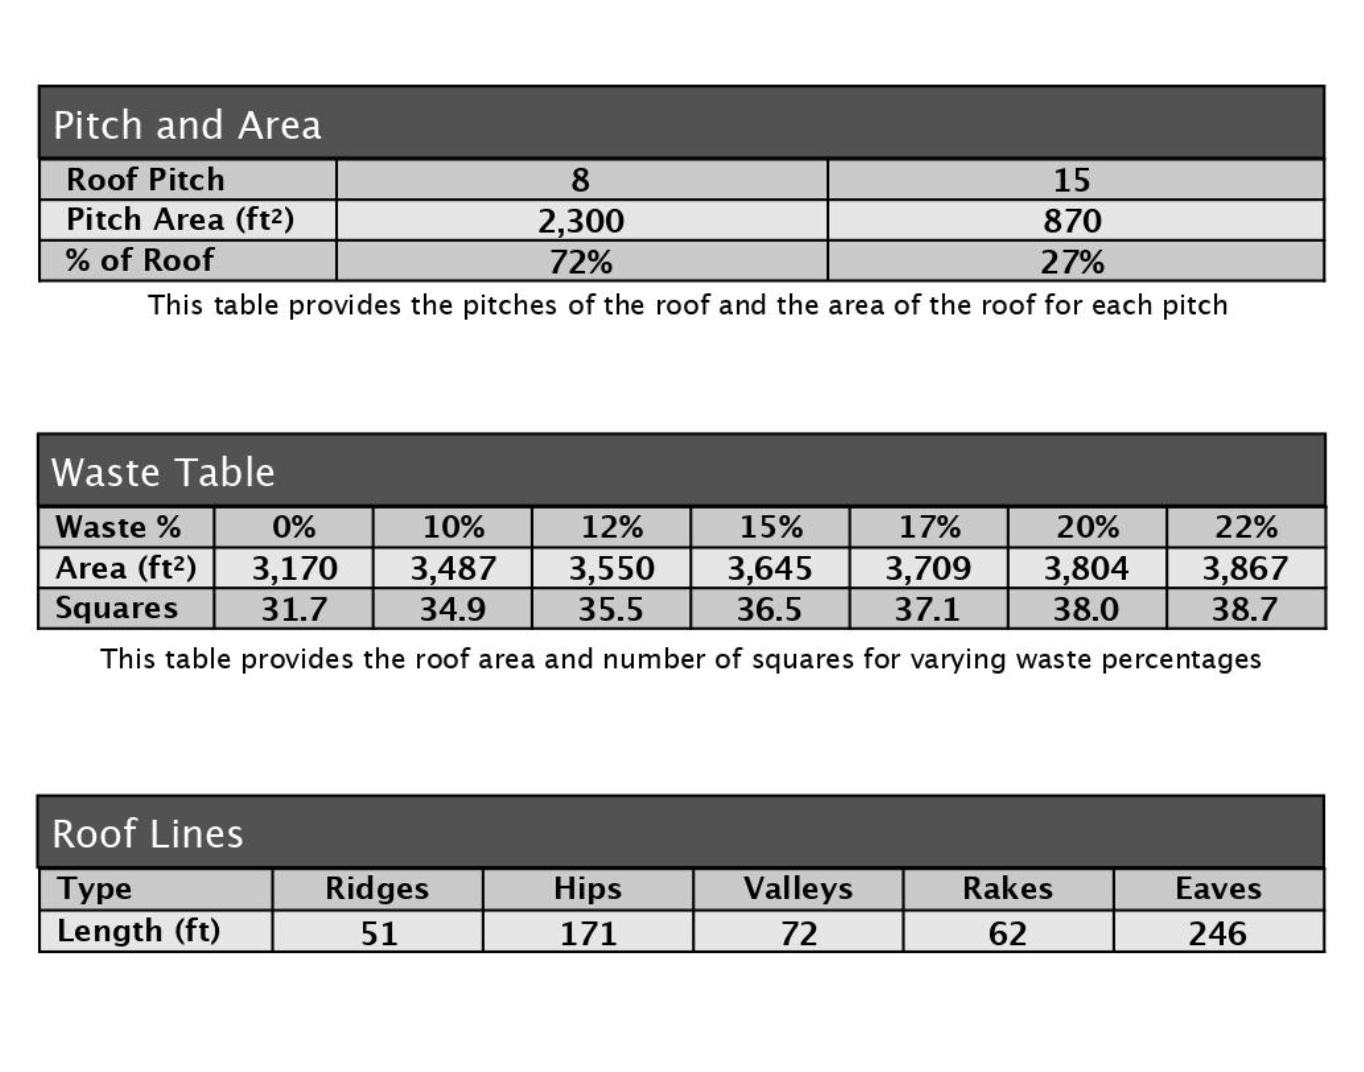 Pitch and Area
Roof Pitch 8 15
Pitch Area (ft²) 2,300 870
% of Roof 72% 27%
This table provides the pitches of the roof and the area of the roof for each pitch
Waste Table
Waste % 0% 10% 12% 15% 17% 20% 22%
Area (ft²) 3,170 3,487 3,550 3,645 3,709 3,804 3,867
Squares 31.7 34.9 35.5 36.5 37.1 38.0 38.7
This table provides the roof area and number of squares for varying waste percentages
Roof Lines
Type Ridges Hips Valleys Rakes Eaves
Length (ft) 51 171 72 62 246